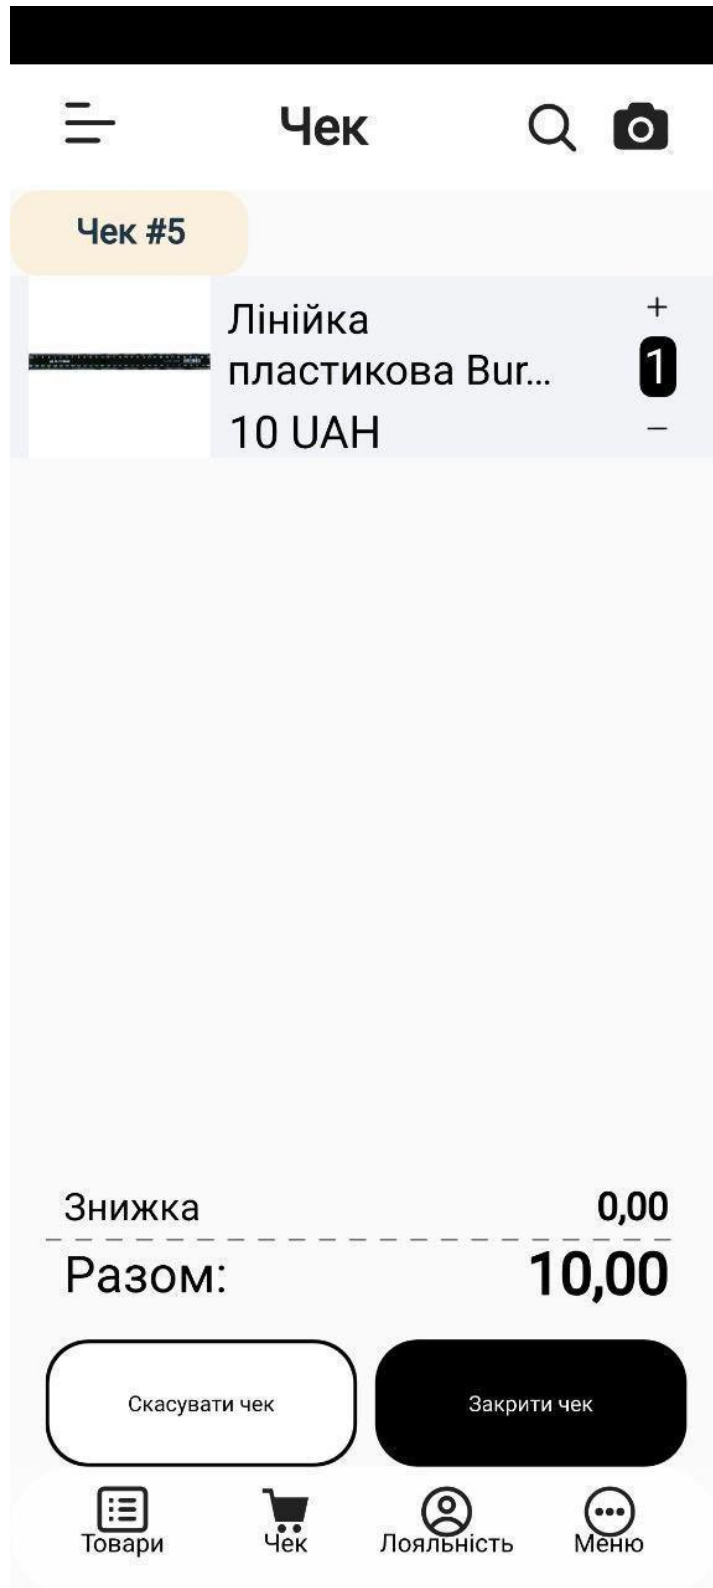 Чек
Чек #5
Лінійка
пластикова Bur...
10 UAH
+
1
−
Знижка
0,00
Разом:
10,00
Скасувати чек
Закрити чек
Товари
Чек
Лояльність
Меню